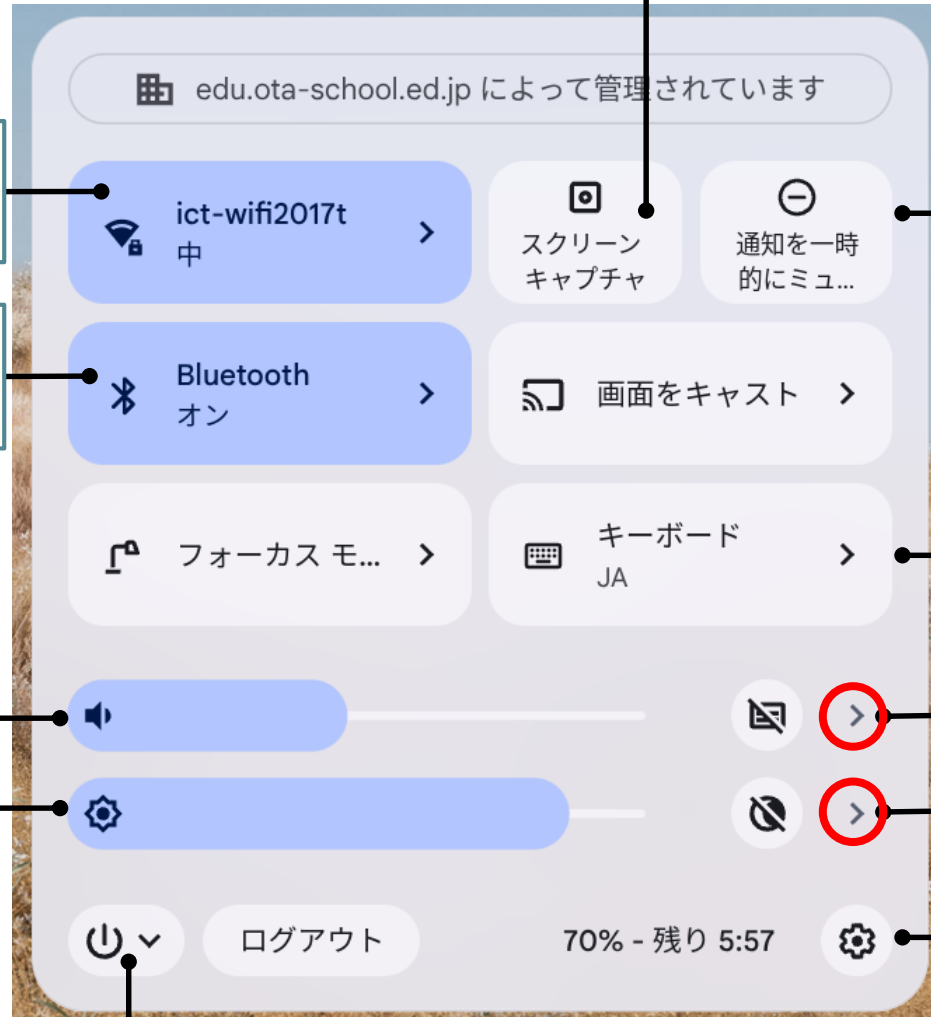 edu.ota-school.ed.jp によって管理されています
ict-wifi2017t
中
スクリーン
キャプチャ
通知を一時
的にミュ...
Bluetooth
オン
画面をキャスト
フォーカス モ...
キーボード
JA
ログアウト
70% - 残り 5:57